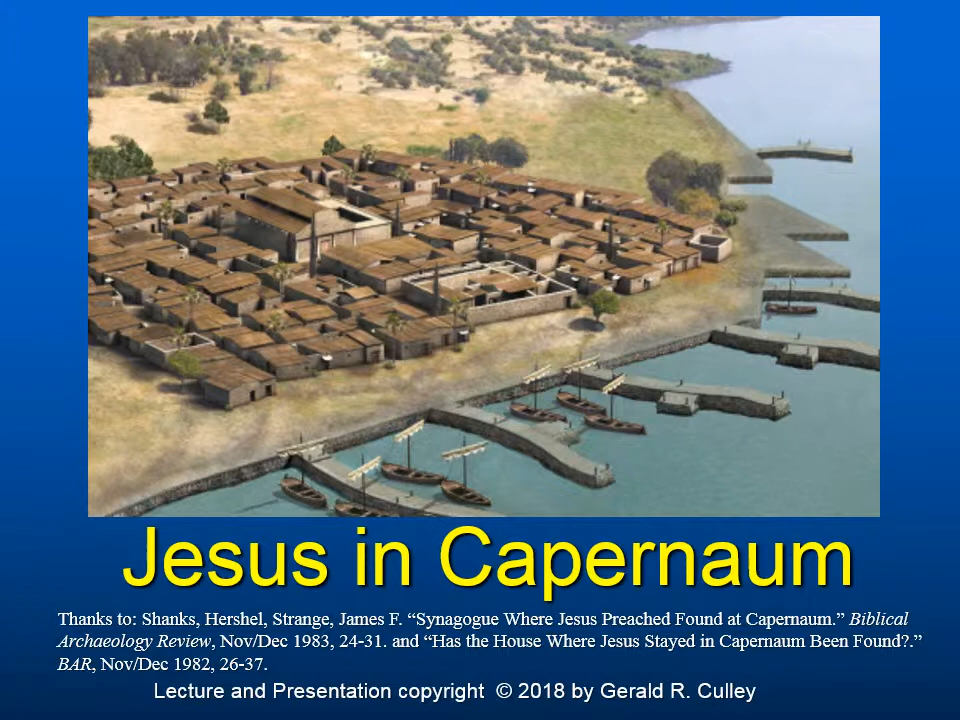 Jesus in Capernaum
Thanks to: Shanks, Hershel, Strange, James F. “Synagogue Where Jesus Preached Found at Capernaum.” Biblical
Archaeology Review, Nov/Dec 1983, 24-31. and “Has the House Where Jesus Stayed in Capernaum Been Found?.”
BAR, Nov/Dec 1982, 26-37.
Lecture and Presentation copyright © 2018 by Gerald R. Culley